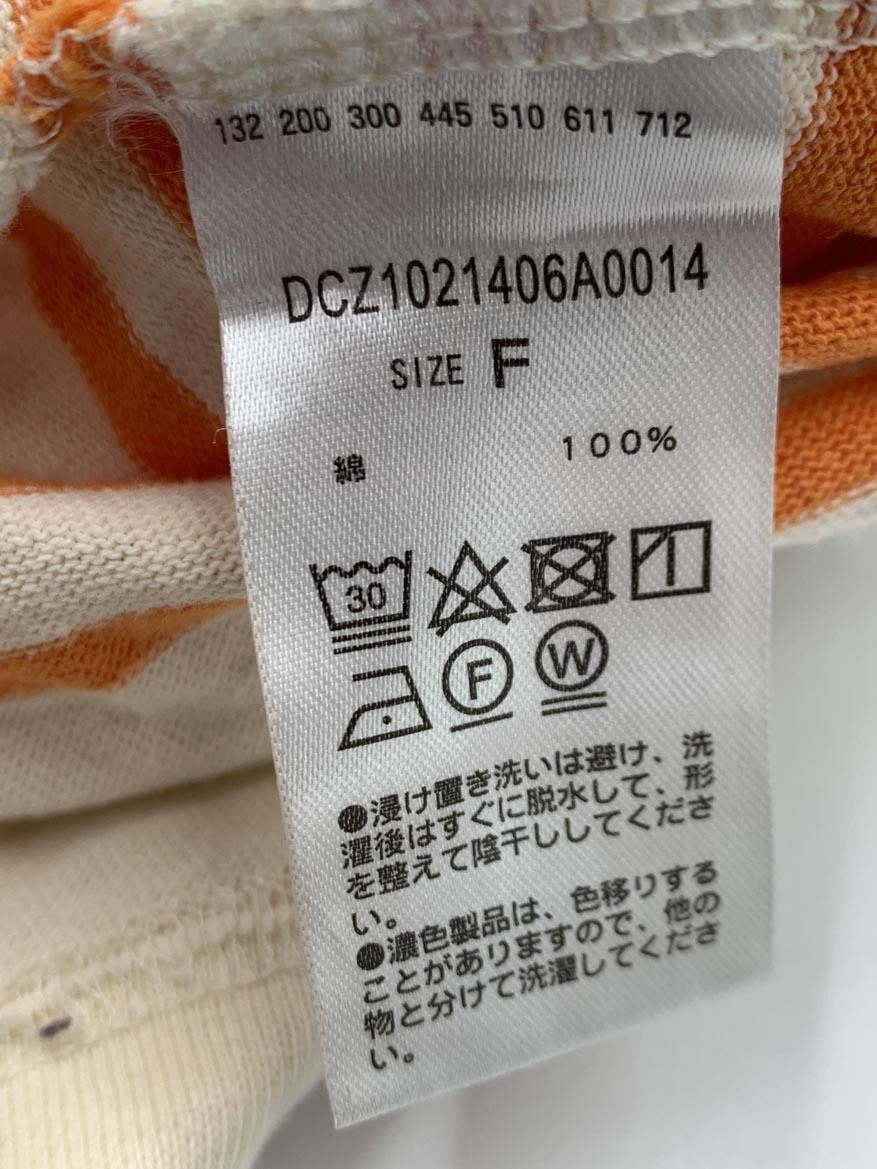 132 200 300 445 510 611 712
DCZ1021406A0014
SIZE F
綿 100%
30
F W
●浸け置き洗いは避け、洗
濯後はすぐに脱水して、形
を整えて陰干ししてくださ
い。
●濃色製品は、色移りする
ことがありますので、他の
物と分けて洗濯してくださ
い。